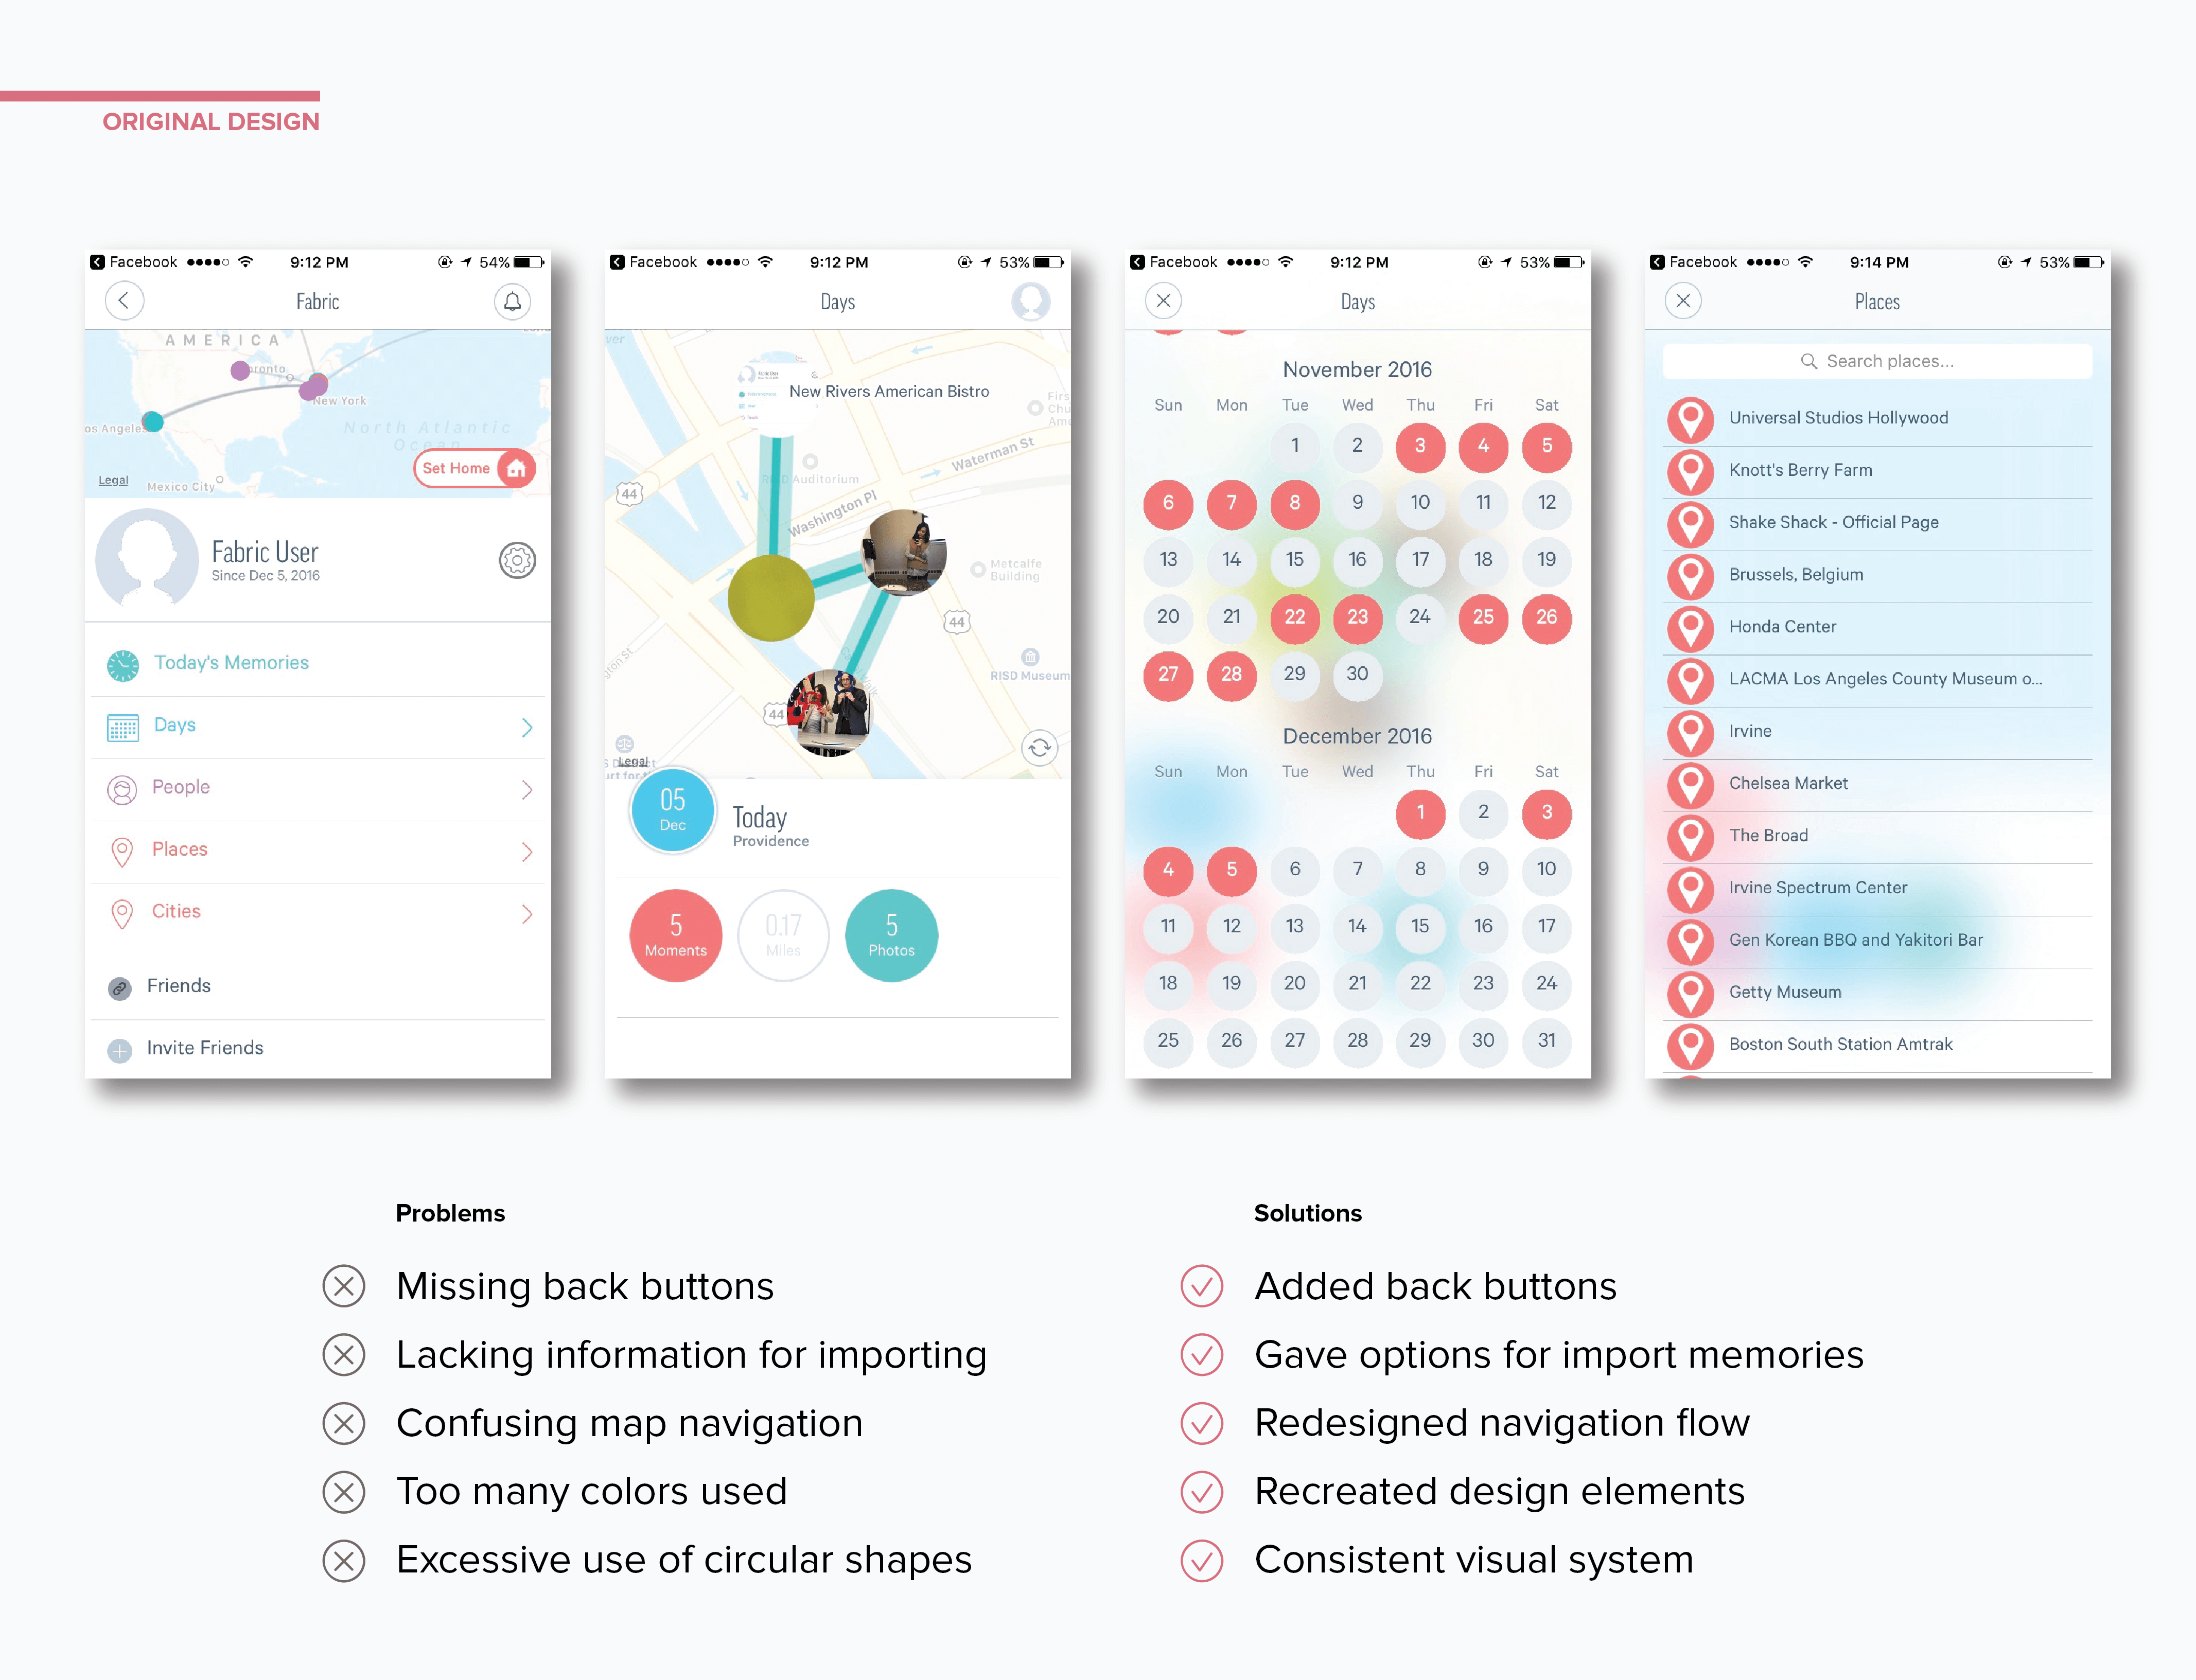 ORIGINAL DESIGN
Facebook 9:12 PM 54%
Fabric
AMERICA
oronto
New York
os Angele
North Atlantic
Ocean
Set Home
Legal
Mexico City
Fabric User
Since Dec 5, 2016
Today's Memories
Days
People
Places
Cities
Friends
Invite Friends
Facebook 9:12 PM 53%
Days
ver
New Rivers American Bistro
Firs
Chu
Am
Waterman St
Auditorium
44
Washington Pl
Metcalfe
Building
44
gton St
RISD Museum
44
Legal
05
Dec
Today
Providence
5
Moments
0.17
Miles
5
Photos
Facebook 9:12 PM 53%
Days
November 2016
Sun Mon Tue Wed Thu Fri Sat
1 2 3 4 5
6 7 8 9 10 11 12
13 14 15 16 17 18 19
20 21 22 23 24 25 26
27 28 29 30
December 2016
Sun Mon Tue Wed Thu Fri Sat
1 2 3
4 5 6 7 8 9 10
11 12 13 14 15 16 17
18 19 20 21 22 23 24
25 26 27 28 29 30 31
Facebook 9:14 PM 53%
Places
Search places...
Universal Studios Hollywood
Knott's Berry Farm
Shake Shack - Official Page
Brussels, Belgium
Honda Center
LACMA Los Angeles County Museum o...
Irvine
Chelsea Market
The Broad
Irvine Spectrum Center
Gen Korean BBQ and Yakitori Bar
Getty Museum
Boston South Station Amtrak
Problems
Missing back buttons
Lacking information for importing
Confusing map navigation
Too many colors used
Excessive use of circular shapes
Solutions
Added back buttons
Gave options for import memories
Redesigned navigation flow
Recreated design elements
Consistent visual system